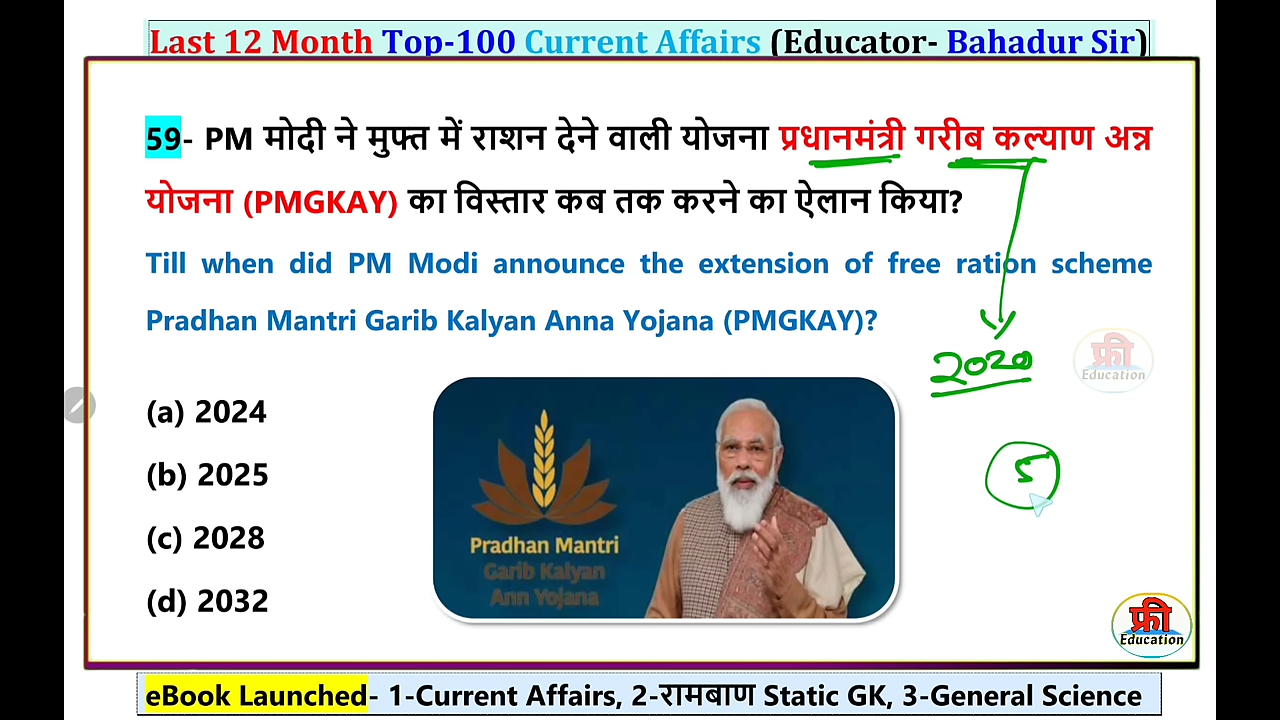 Last 12 Month Top-100 Current Affairs (Educator- Bahadur Sir)
59- PM मोदी ने मुफ्त में राशन देने वाली योजना प्रधानमंत्री गरीब कल्याण अन्न
योजना (PMGKAY) का विस्तार कब तक करने का ऐलान किया?
Till when did PM Modi announce the extension of free ration scheme
Pradhan Mantri Garib Kalyan Anna Yojana (PMGKAY)?
2020
फ्री
Education
(a) 2024
(b) 2025
(c) 2028
(d) 2032
5
Pradhan Mantri
Garib Kalyan
Ann Yojana
फ्री
Education
eBook Launched- 1-Current Affairs, 2-रामबाण Static GK, 3-General Science